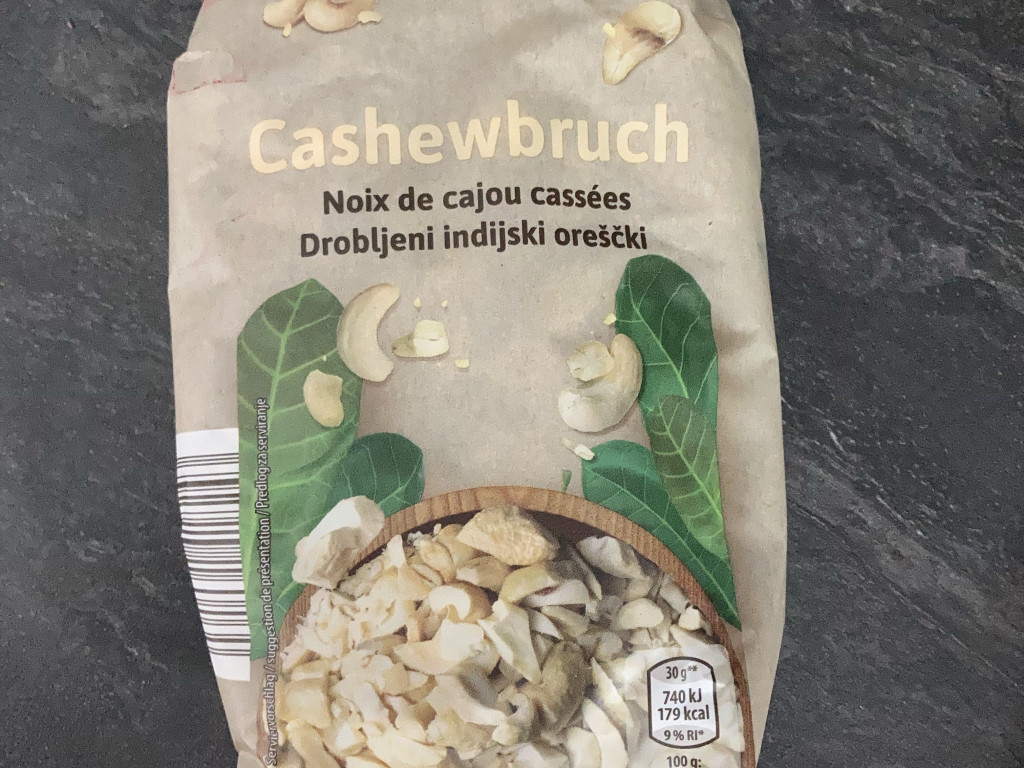 Cashewbruch
Noix de cajou cassées
Drobljeni indijski oreščki
Serviervorschlag / suggestion de présentation / Predlog za serviranje
30 g**
740 kJ
179 kcal
9 % RI*
100 g: